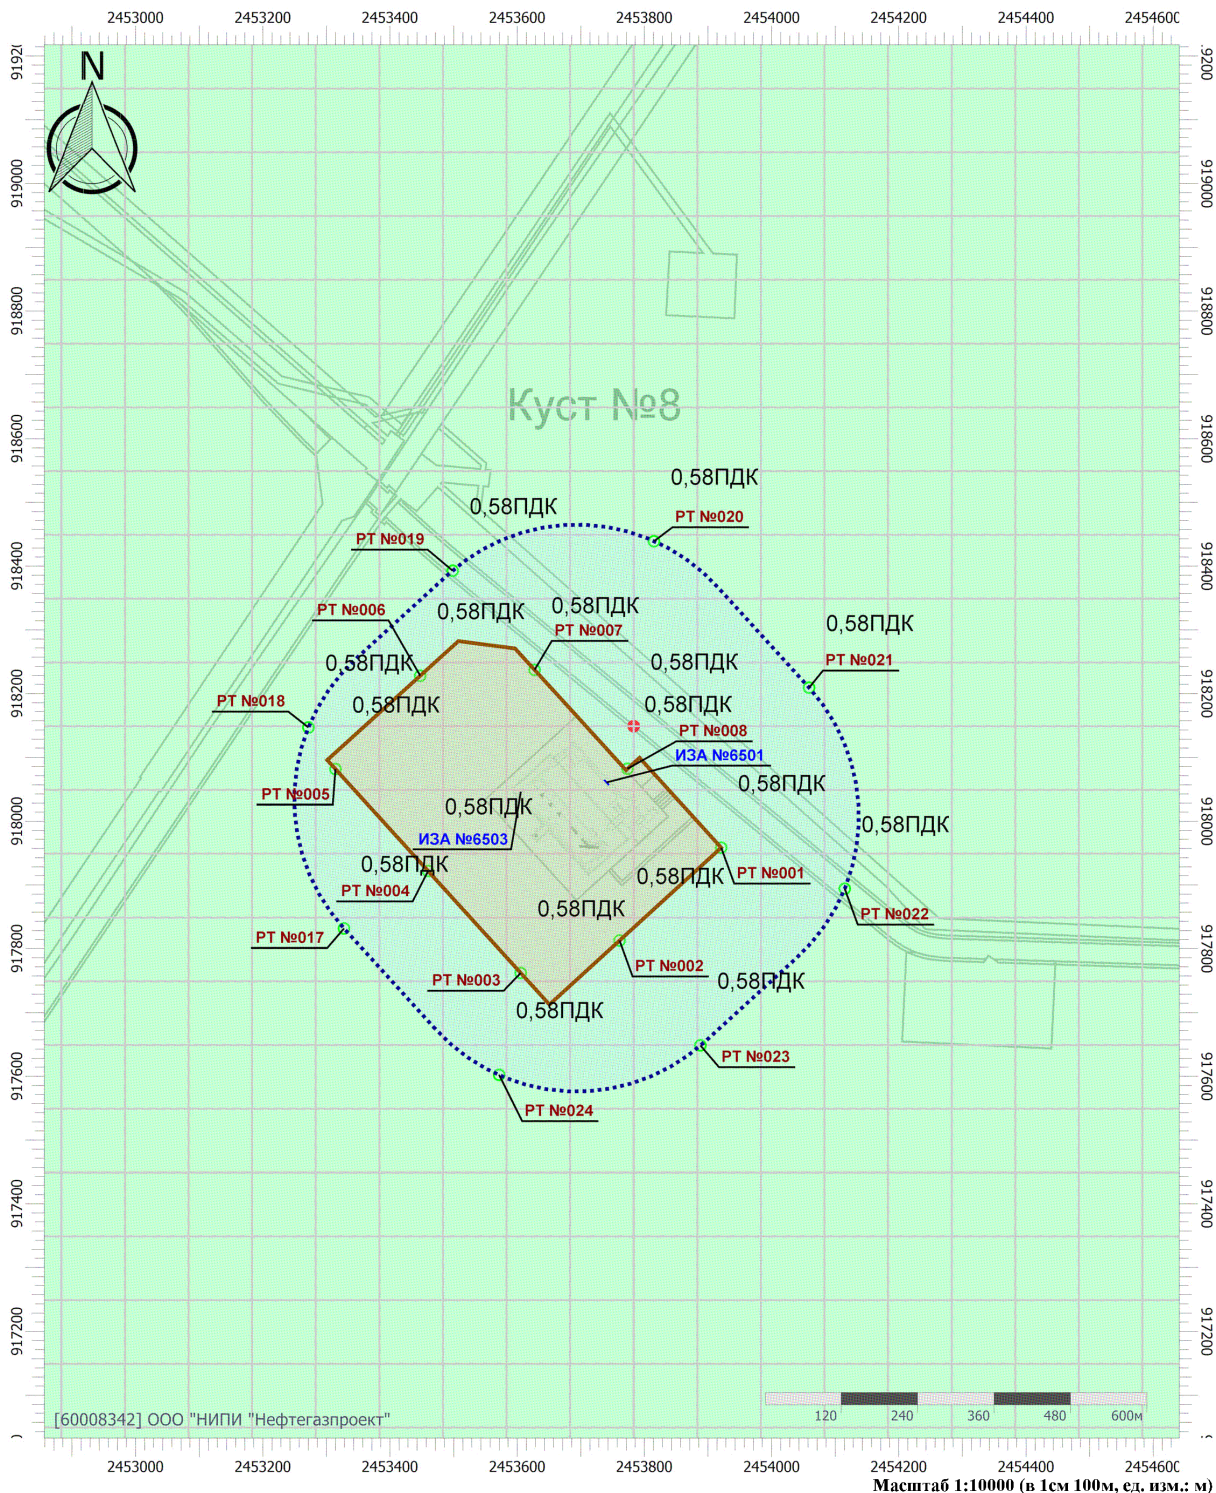 2453000 2453200 2453400 2453600 2453800 2454000 2454200 2454400 245460
N
919000 919000
918800 918800
Куст №8
918600 918600
0,58ПДК
0,58ПДК
РТ №020
РТ №019
918400 918400
0,58ПДК 0,58ПДК
РТ №006
0,58ПДК
РТ №007
РТ №021
0,58ПДК 0,58ПДК
918200 918200
РТ №018
0,58ПДК 0,58ПДК
РТ №008
ИЗА №6501
0,58ПДК
РТ №005
0,58ПДК
918000 918000
0,58ПДК
ИЗА №6503
0,58ПДК
РТ №001
0,58ПДК
РТ №004
0,58ПДК
РТ №022
РТ №017
917800 917800
РТ №002
РТ №003
0,58ПДК
0,58ПДК
РТ №023
917600 917600
РТ №024
917400 917400
917200 917200
120 240 360 480 600м
[60008342] ООО "НИПИ "Нефтегазпроект"
2453000 2453200 2453400 2453600 2453800 2454000 2454200 2454400 245460
Масштаб 1:10000 (в 1см 100м, ед. изм.: м)